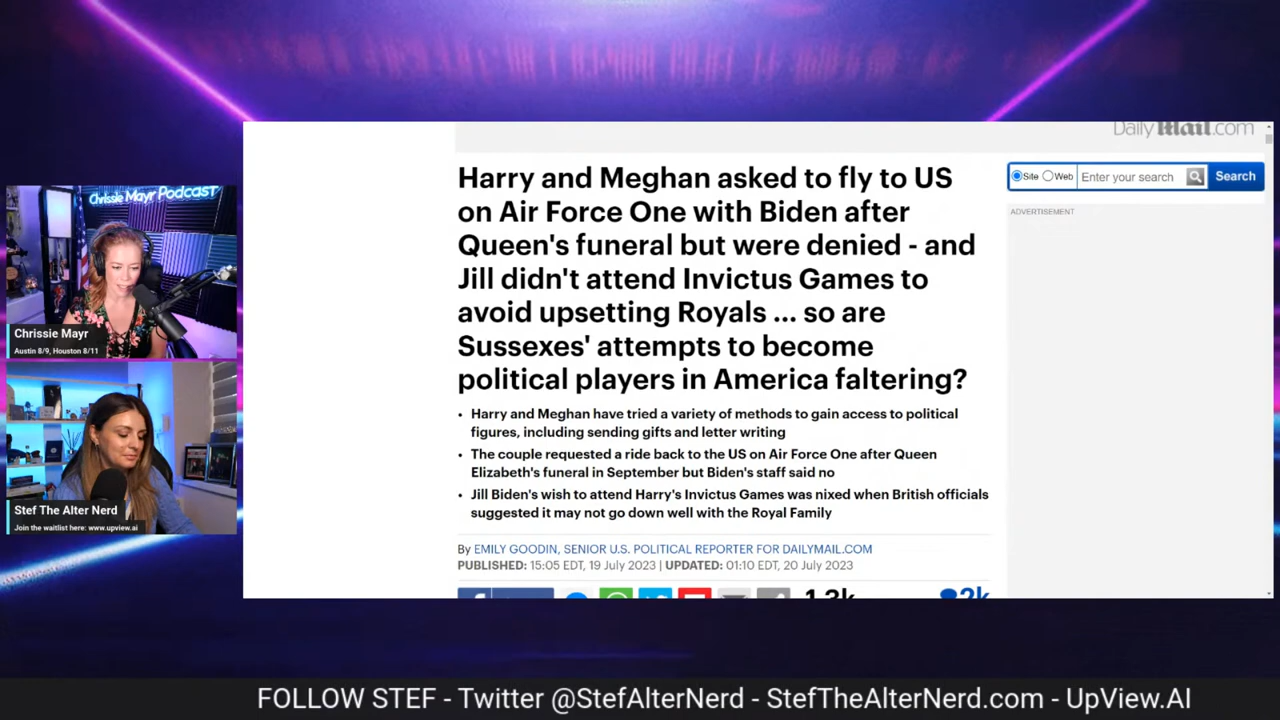 Chrissie Mayr Podcast
Chrissie Mayr
Austin 8/9, Houston 8/11
Stef The Alter Nerd
Join the waitlist here: www.upview.ai
Daily Mail.com
Harry and Meghan asked to fly to US
on Air Force One with Biden after
Queen's funeral but were denied - and
Jill didn't attend Invictus Games to
avoid upsetting Royals ... so are
Sussexes' attempts to become
political players in America faltering?
• Harry and Meghan have tried a variety of methods to gain access to political
figures, including sending gifts and letter writing
• The couple requested a ride back to the US on Air Force One after Queen
Elizabeth's funeral in September but Biden's staff said no
• Jill Biden's wish to attend Harry's Invictus Games was nixed when British officials
suggested it may not go down well with the Royal Family
By EMILY GOODIN, SENIOR U.S. POLITICAL REPORTER FOR DAILYMAIL.COM
PUBLISHED: 15:05 EDT, 19 July 2023 | UPDATED: 01:10 EDT, 20 July 2023
1.3k
2k
Site Web Enter your search Search
ADVERTISEMENT
FOLLOW STEF - Twitter @StefAlterNerd - StefTheAlterNerd.com - UpView.AI